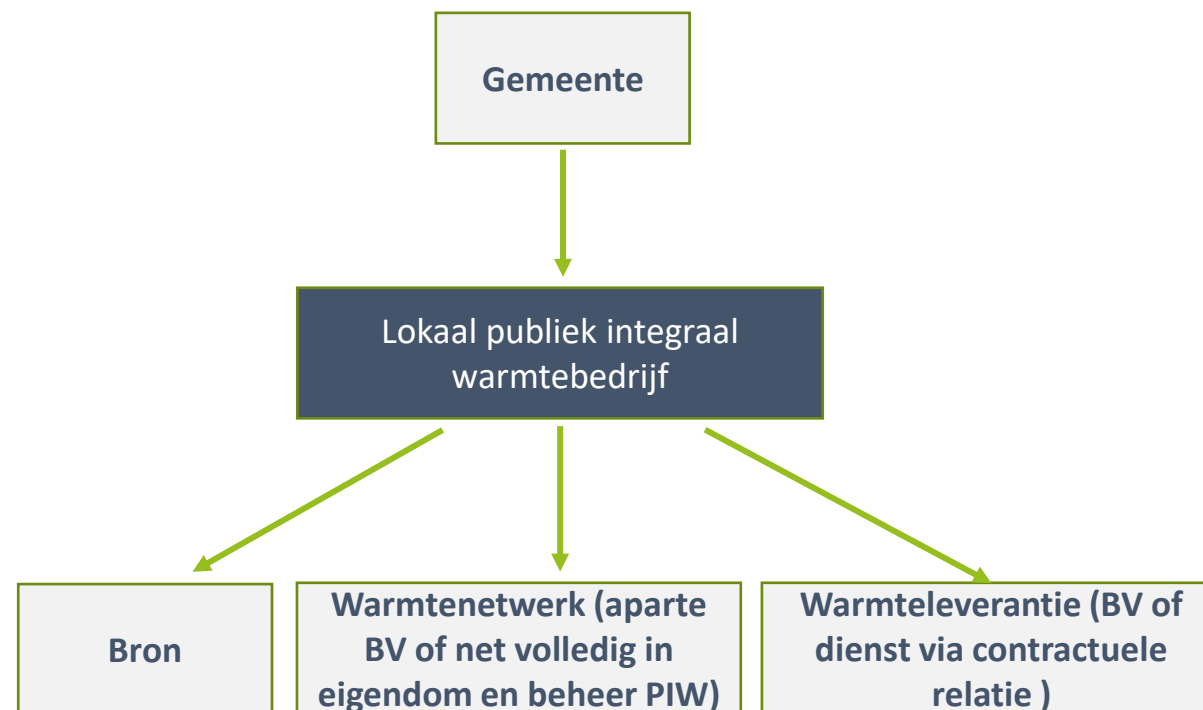 Gemeente
Lokaal publiek integraal
warmtebedrijf
Bron
Warmtenetwerk (aparte
BV of net volledig in
eigendom en beheer PIW)
Warmteleverantie (BV of
dienst via contractuele
relatie )